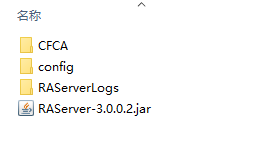 名称
CFCA
config
RAServerLogs
RAServer-3.0.0.2.jar